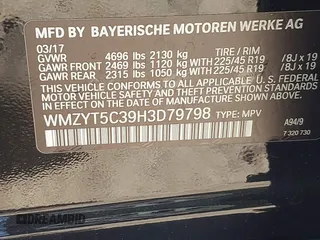 MFD BY BAYERISCHE MOTOREN WERKE AG
03/17 TIRE / RIM
GVWR 4696 lbs 2130 kg
GAWR FRONT 2469 lbs 1120 kg 225/45 R19 / 8J x 19
GAWR REAR 2315 lbs 1050 kg 225/45 R19 / 8J x 19
THIS VEHICLE CONFORMS TO ALL APPLICABLE
FEDERAL MOTOR VEHICLE SAFETY, BUMPER, AND
THEFT PREVENTION STANDARDS IN EFFECT ON THE
DATE OF MANUFACTURE SHOWN ABOVE.
WMZYT5C39H3D79798 TYPE: MPV
A94/9
7 320 730
DREAMBID